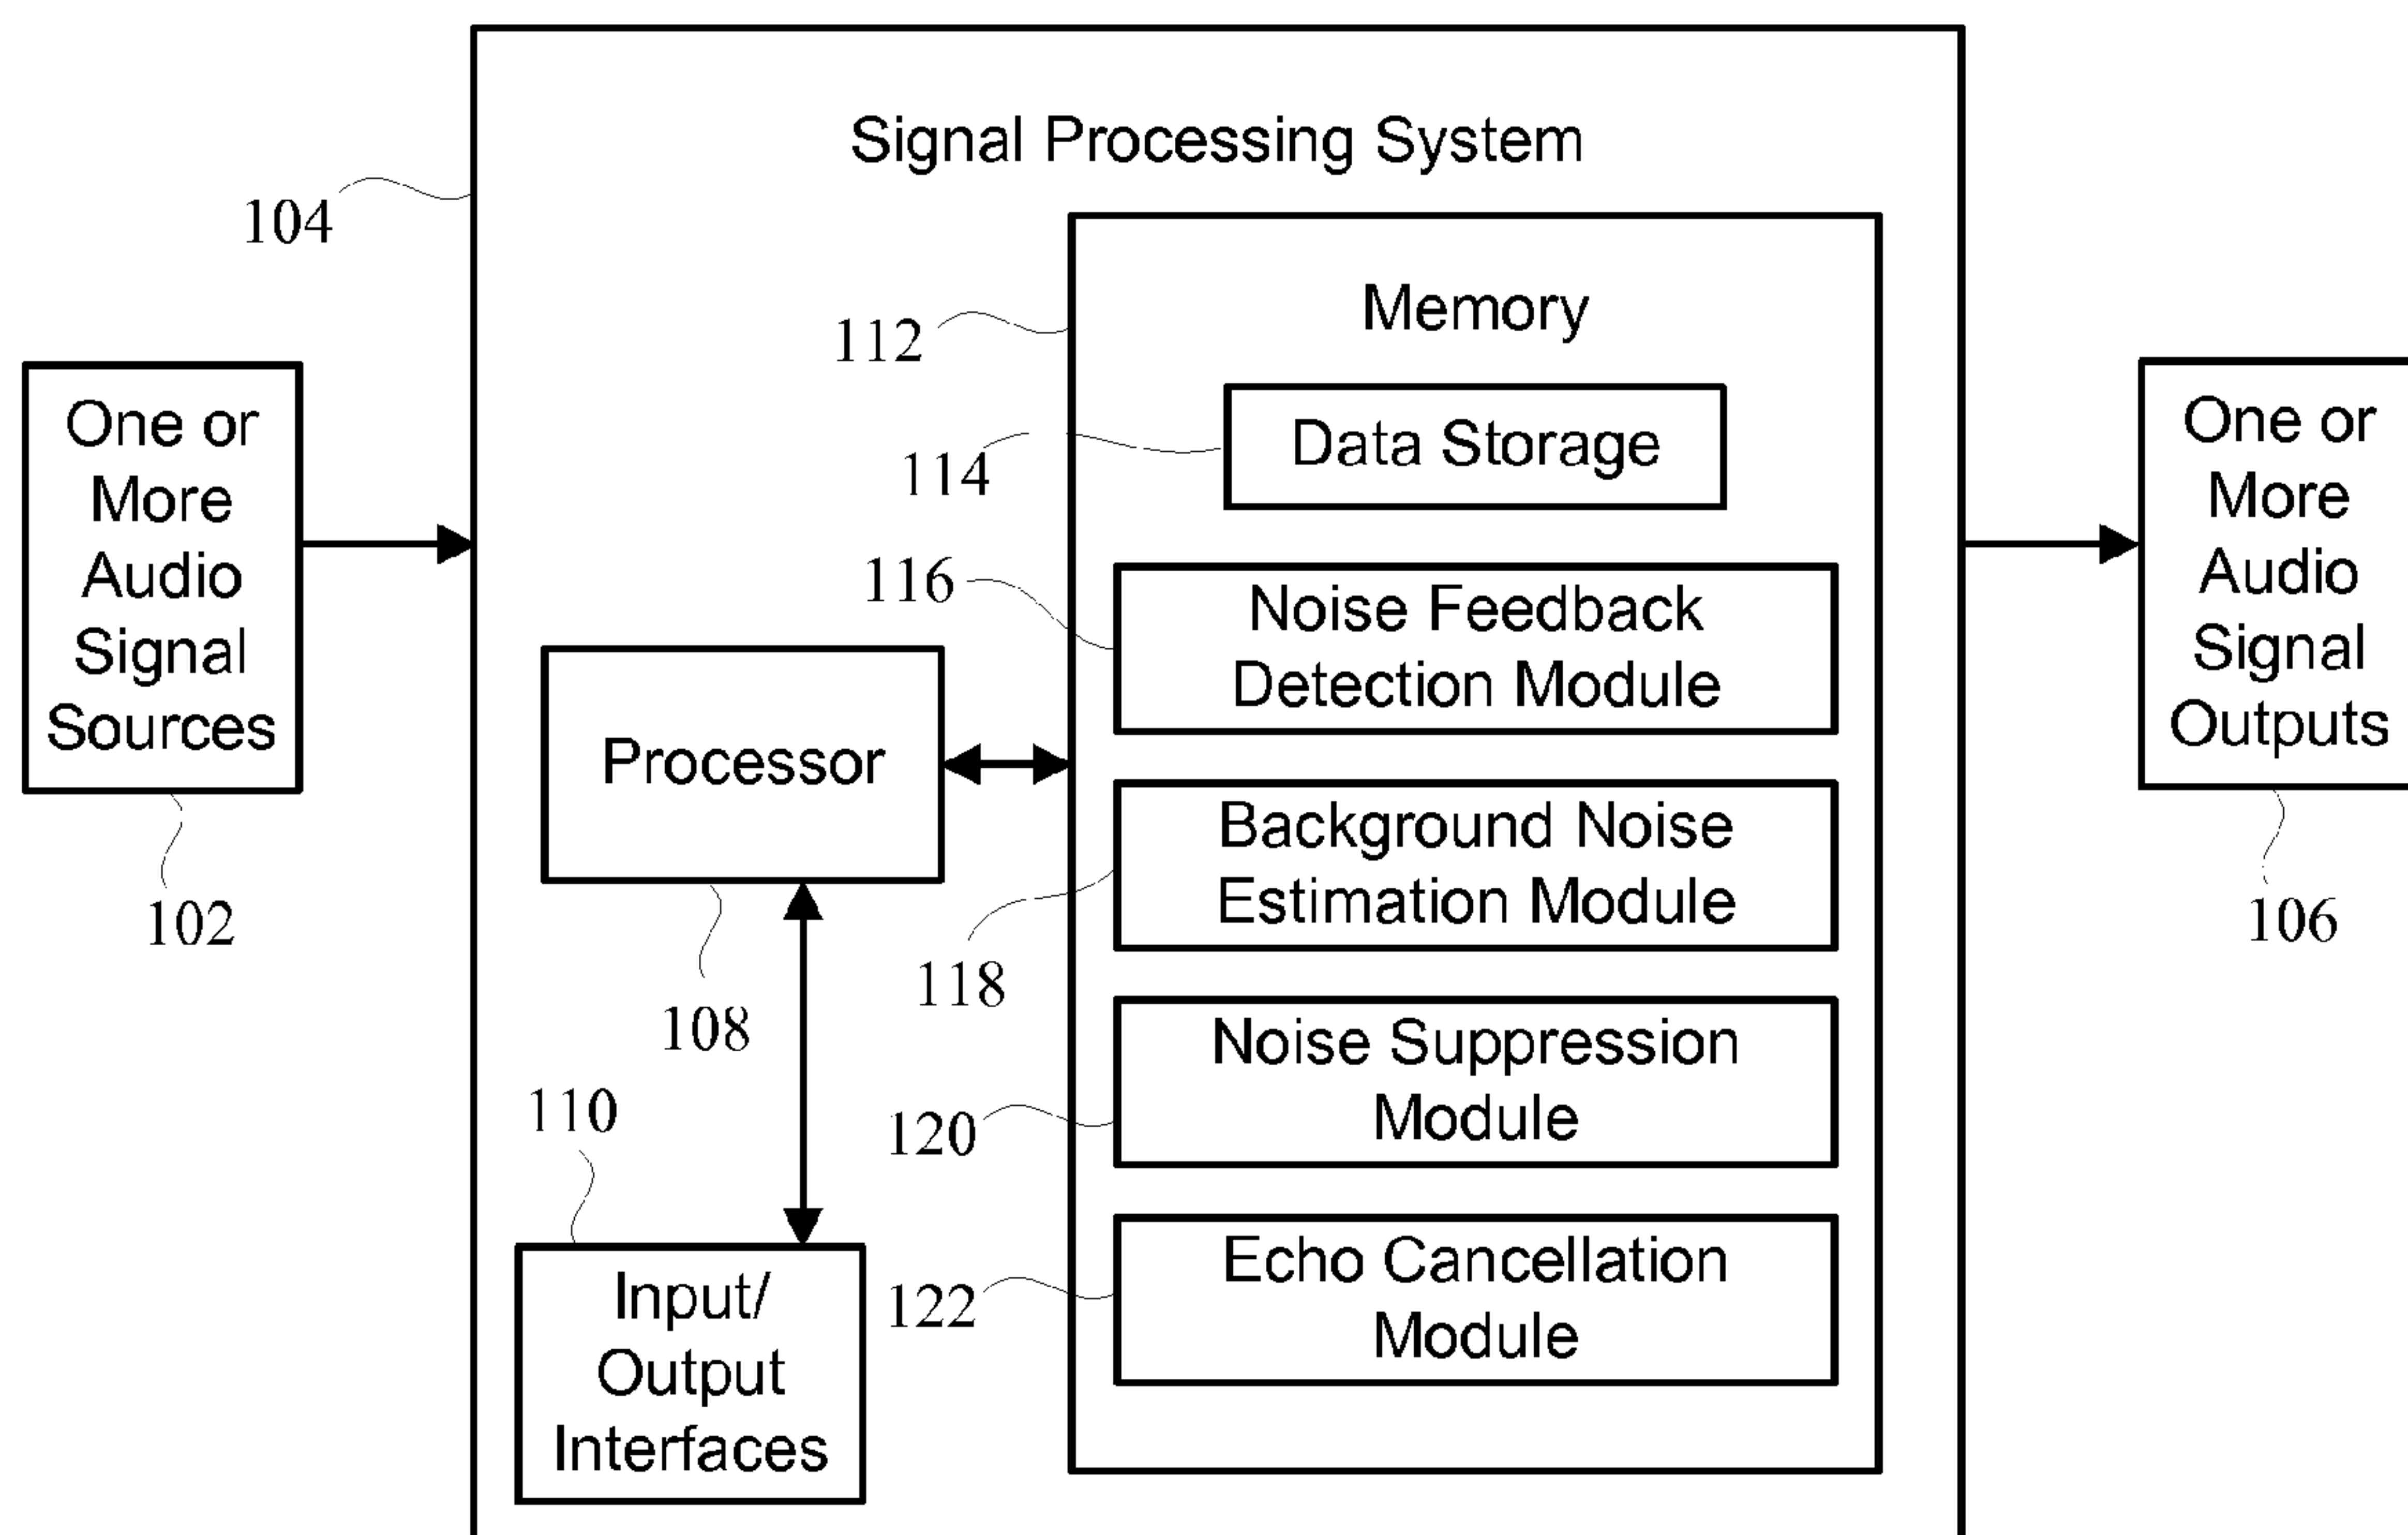 Signal Processing System
104
Memory
112
Data Storage
114
One or
More
Audio
Signal
Sources
102
Noise Feedback
Detection Module
116
Processor
108
Background Noise
Estimation Module
118
Noise Suppression
Module
120
110
Input/
Output
Interfaces
Echo Cancellation
Module
122
One or
More
Audio
Signal
Outputs
106